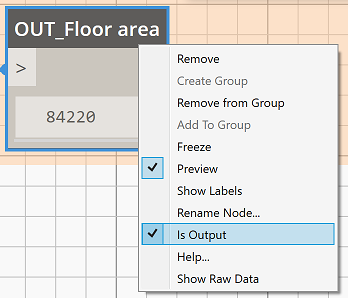 OUT_Floor area
>
84220
Remove
Create Group
Remove from Group
Add To Group
Freeze
Preview
Show Labels
Rename Node...
Is Output
Help...
Show Raw Data